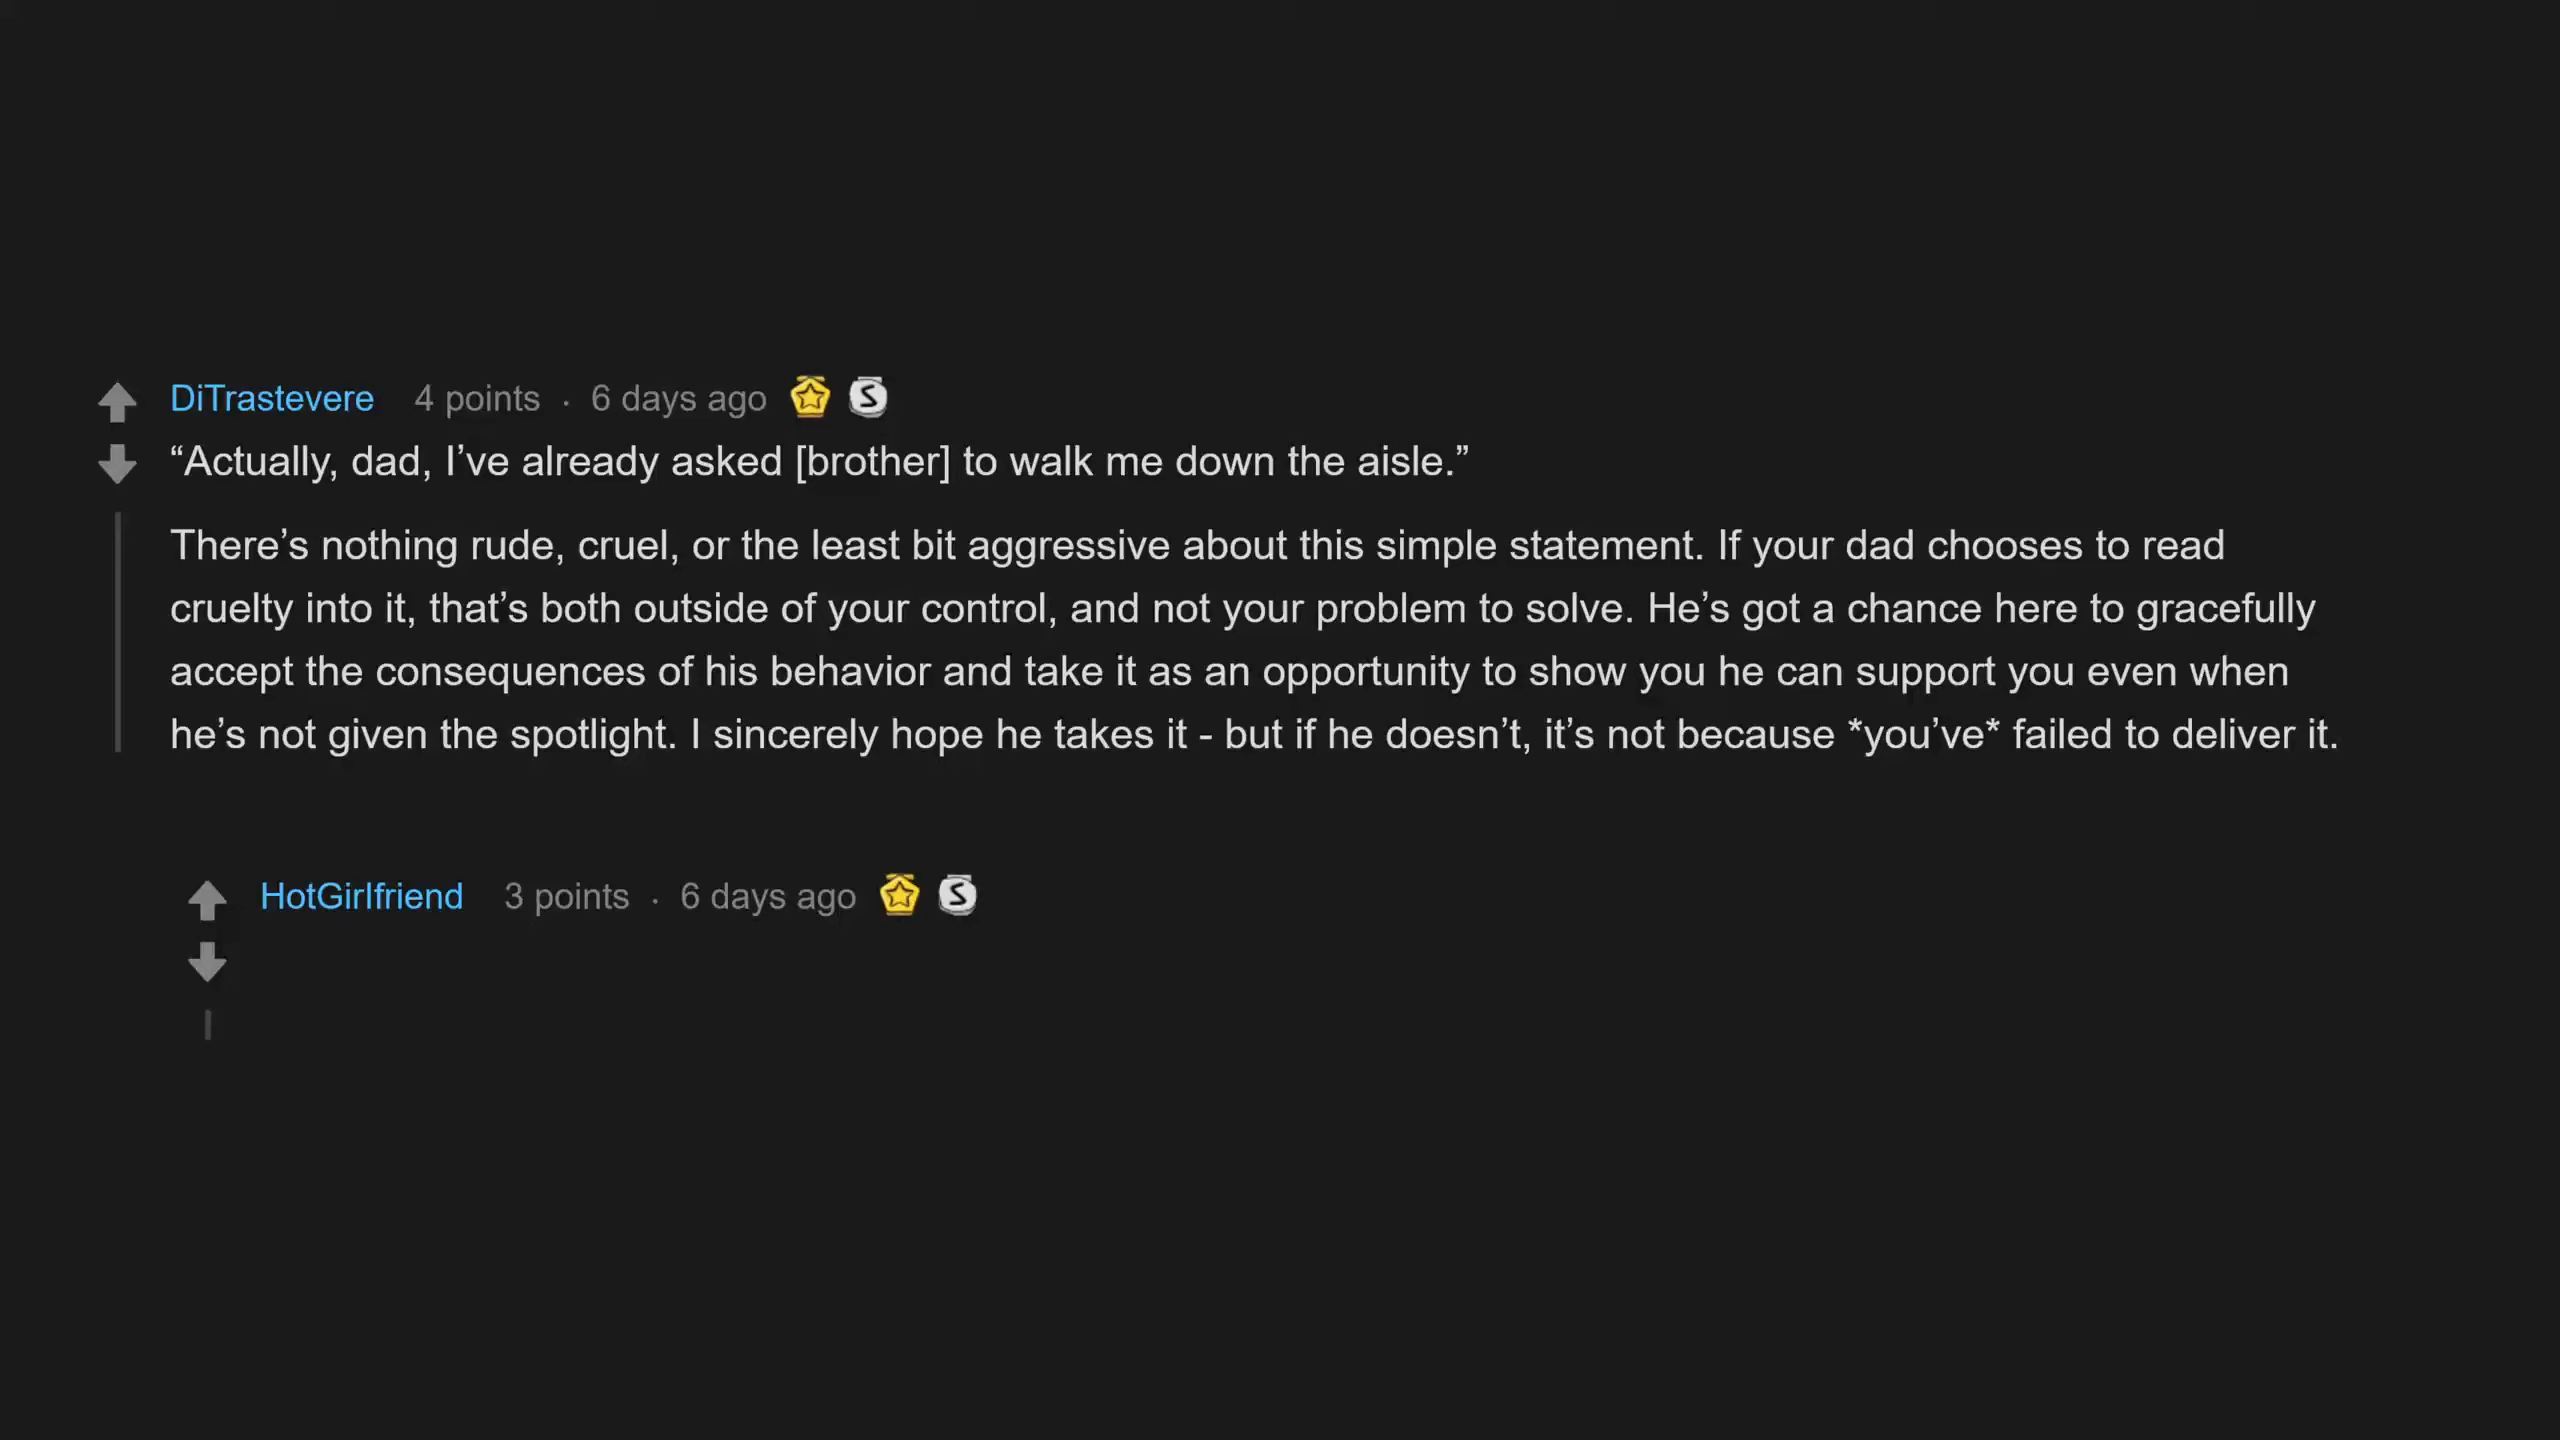 DiTrastevere 4 points · 6 days ago
“Actually, dad, I’ve already asked [brother] to walk me down the aisle.”
There’s nothing rude, cruel, or the least bit aggressive about this simple statement. If your dad chooses to read
cruelty into it, that’s both outside of your control, and not your problem to solve. He’s got a chance here to gracefully
accept the consequences of his behavior and take it as an opportunity to show you he can support you even when
he’s not given the spotlight. I sincerely hope he takes it - but if he doesn’t, it’s not because *you’ve* failed to deliver it.
HotGirlfriend 3 points · 6 days ago